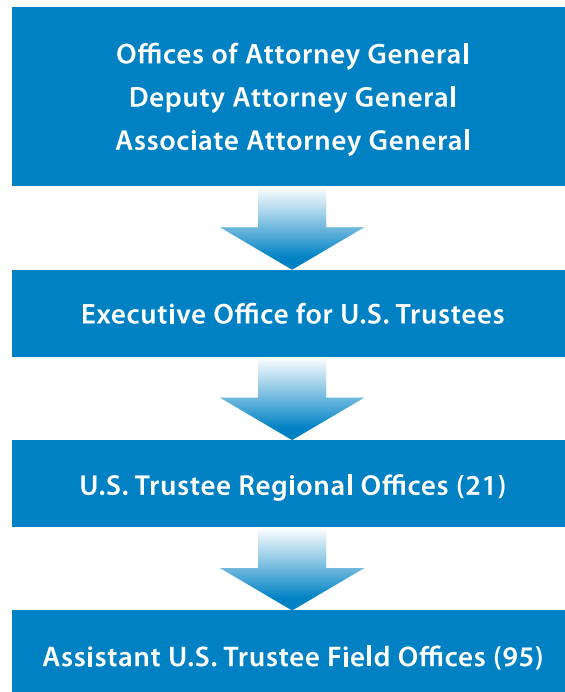 Offices of Attorney General
Deputy Attorney General
Associate Attorney General
Executive Office for U.S. Trustees
U.S. Trustee Regional Offices (21)
Assistant U.S. Trustee Field Offices (95)